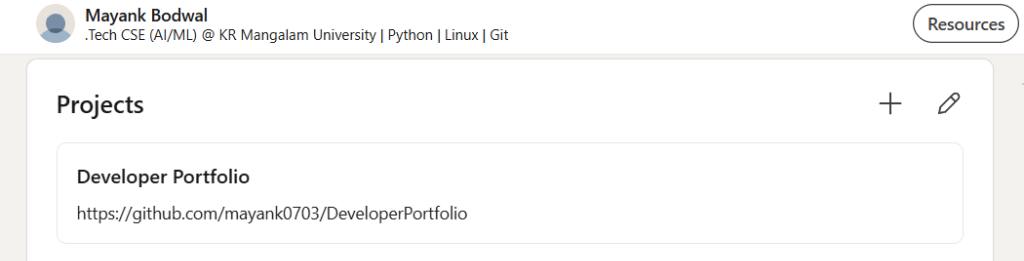 Mayank Bodwal
.Tech CSE (AI/ML) @ KR Mangalam University | Python | Linux | Git
Resources
Projects
Developer Portfolio
https://github.com/mayank0703/DeveloperPortfolio